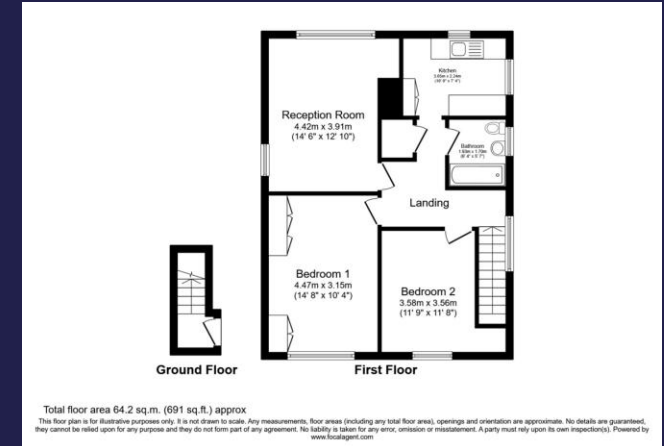 Kitchen
Reception Room
4.42m x 3.91m
(14' 6" x 12' 10")
Bathroom
Landing
Bedroom 1
4.47m x 3.15m
(14' 8" x 10' 4")
Bedroom 2
3.58m x 3.56m
(11' 9" x 11' 8")
Ground Floor
First Floor
Total floor area 64.2 sq.m. (691 sq.ft.) approx
This floor plan is for illustrative purposes only. It is not drawn to scale. Any measurements, floor areas (including any total floor area), openings and orientation are approximate. No details are guaranteed,
they cannot be relied upon for any purpose and they do not form part of any agreement. No liability is taken for any error, omission or misstatement. A party must rely upon its own inspection(s). Powered by
www.focalagent.com